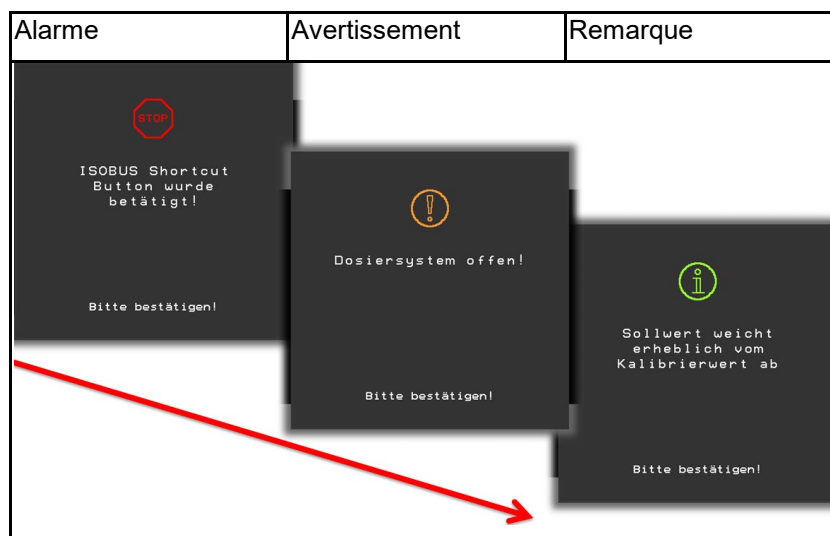 Alarme
Avertissement
Remarque
STOP
ISOBUS Shortcut
Button wurde
betätigt!
Bitte bestätigen!
Dosiersystem offen!
Bitte bestätigen!
Sollwert weicht
erheblich vom
Kalibrierwert ab
Bitte bestätigen!